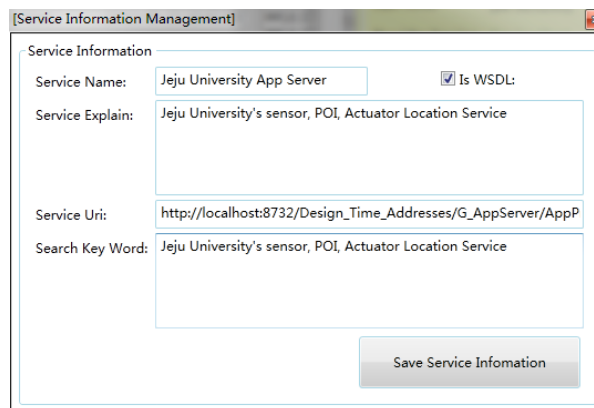 [Service Information Management]
Service Information
Service Name: Jeju University App Server Is WSDL:
Service Explain: Jeju University's sensor, POI, Actuator Location Service
Service Uri: http://localhost:8732/Design_Time_Addresses/G_AppServer/AppP
Search Key Word: Jeju University's sensor, POI, Actuator Location Service
Save Service Infomation